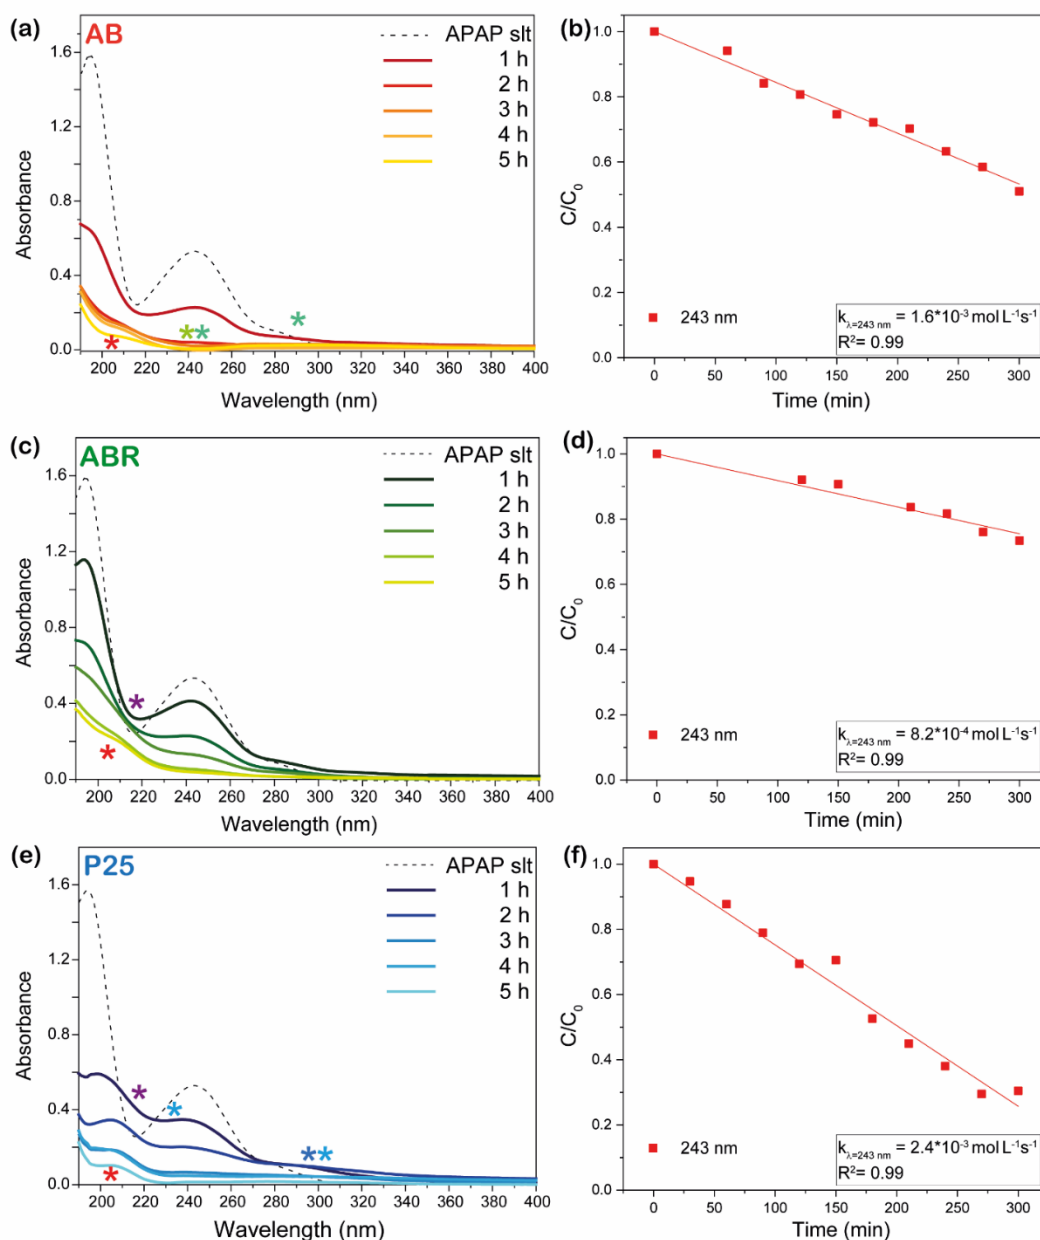 (a) AB
APAP slt
1 h
2 h
3 h
4 h
5 h
1.6
1.2
0.8
0.4
0.0
Absorbance
200 220 240 260 280 300 320 340 360 380 400
Wavelength (nm)
*
**
*
(b)
1.0
0.8
0.6
0.4
0.2
0.0
C/C₀
243 nm
kλ=243 nm = 1.6*10⁻³ mol L⁻¹s⁻¹
R²= 0.99
0 50 100 150 200 250 300
Time (min)
(c) ABR
APAP slt
1 h
2 h
3 h
4 h
5 h
1.6
1.2
0.8
0.4
0.0
Absorbance
200 220 240 260 280 300 320 340 360 380 400
Wavelength (nm)
*
*
(d)
1.0
0.8
0.6
0.4
0.2
0.0
C/C₀
243 nm
kλ=243 nm = 8.2*10⁻⁴ mol L⁻¹s⁻¹
R²= 0.99
0 50 100 150 200 250 300
Time (min)
(e) P25
APAP slt
1 h
2 h
3 h
4 h
5 h
1.6
1.2
0.8
0.4
0.0
Absorbance
200 220 240 260 280 300 320 340 360 380 400
Wavelength (nm)
*
*
**
*
(f)
1.0
0.8
0.6
0.4
0.2
0.0
C/C₀
243 nm
kλ=243 nm = 2.4*10⁻³ mol L⁻¹s⁻¹
R²= 0.99
0 50 100 150 200 250 300
Time (min)